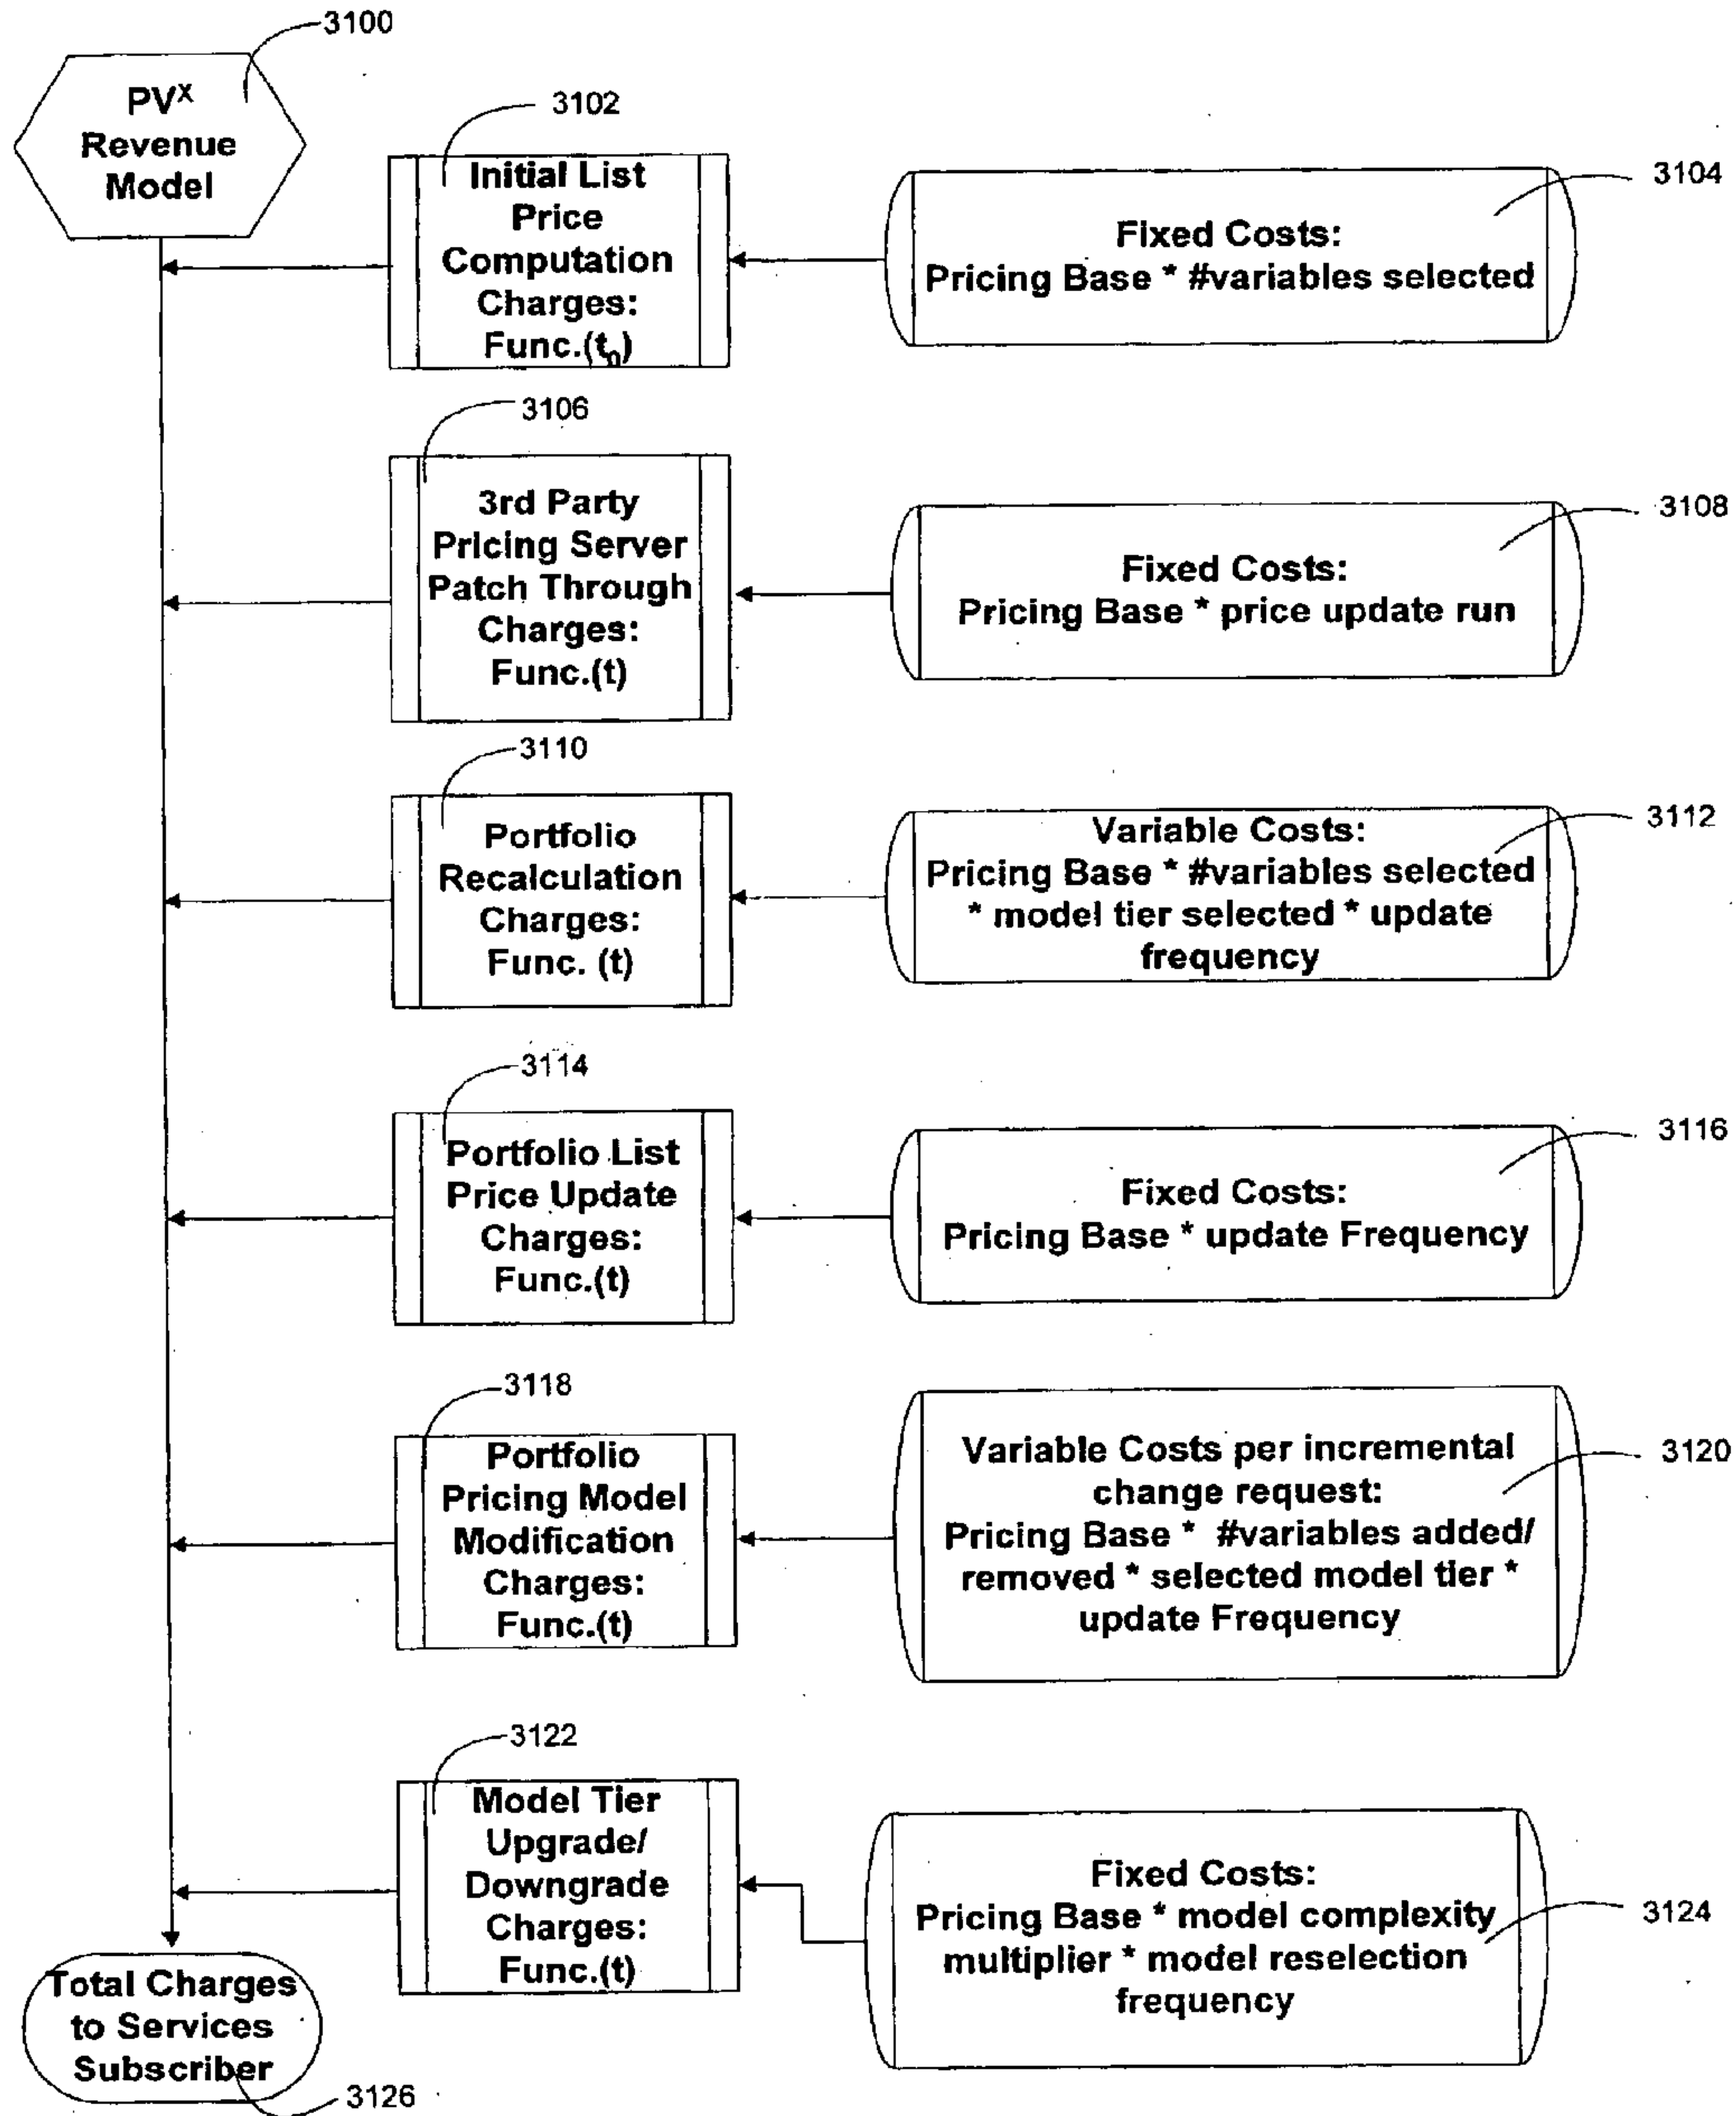 3100
PVX
Revenue
Model
3102
Initial List
Price
Computation
Charges:
Func.(t0)
3104
Fixed Costs:
Pricing Base * #variables selected
3106
3rd Party
Pricing Server
Patch Through
Charges:
Func.(t)
3108
Fixed Costs:
Pricing Base * price update run
3110
Portfolio
Recalculation
Charges:
Func. (t)
3112
Variable Costs:
Pricing Base * #variables selected
* model tier selected * update
frequency
3114
Portfolio List
Price Update
Charges:
Func.(t)
3116
Fixed Costs:
Pricing Base * update Frequency
3118
Portfolio
Pricing Model
Modification
Charges:
Func.(t)
3120
Variable Costs per incremental
change request:
Pricing Base * #variables added/
removed * selected model tier *
update Frequency
3122
Model Tier
Upgrade/
Downgrade
Charges:
Func.(t)
3124
Fixed Costs:
Pricing Base * model complexity
multiplier * model reselection
frequency
Total Charges
to Services
Subscriber
3126